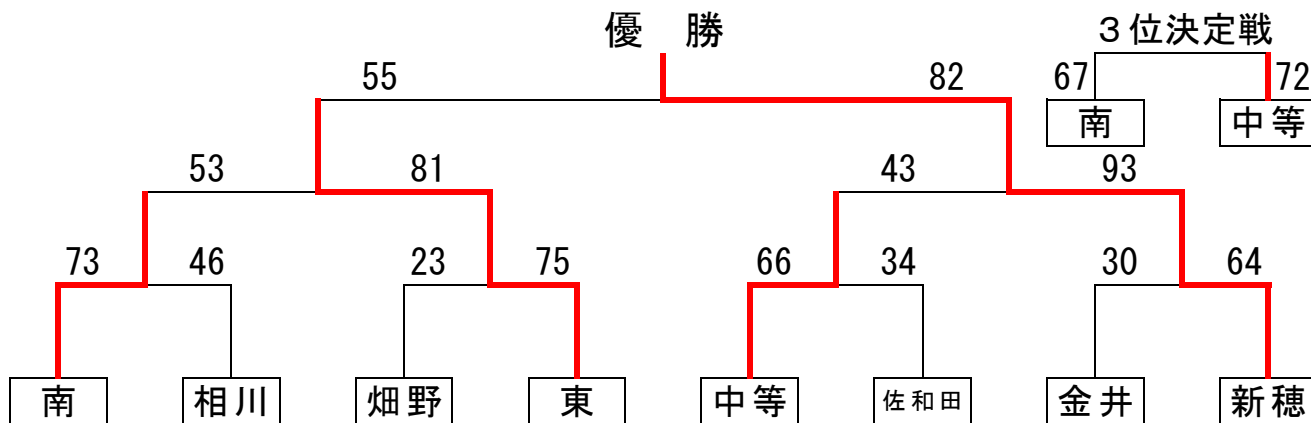 優 勝
3位決定戦
55 82 67 72
南 中等
53 81 43 93
73 46 23 75 66 34 30 64
南 相川 畑野 東 中等 佐和田 金井 新穂